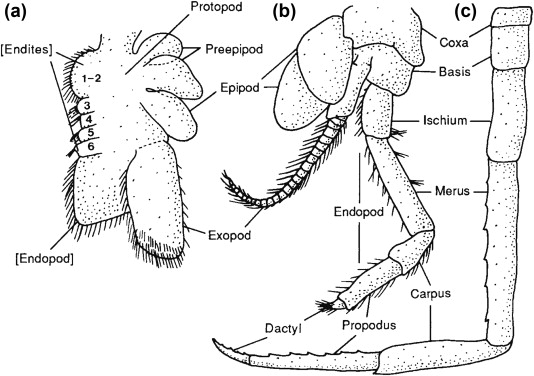 (a)
Protopod
(b)
(c)
[Endites]
Preepipod
Coxa
1–2
Basis
Epipod
3
4
5
6
Ischium
Merus
Endopod
Exopod
[Endopod]
Carpus
Dactyl
Propodus